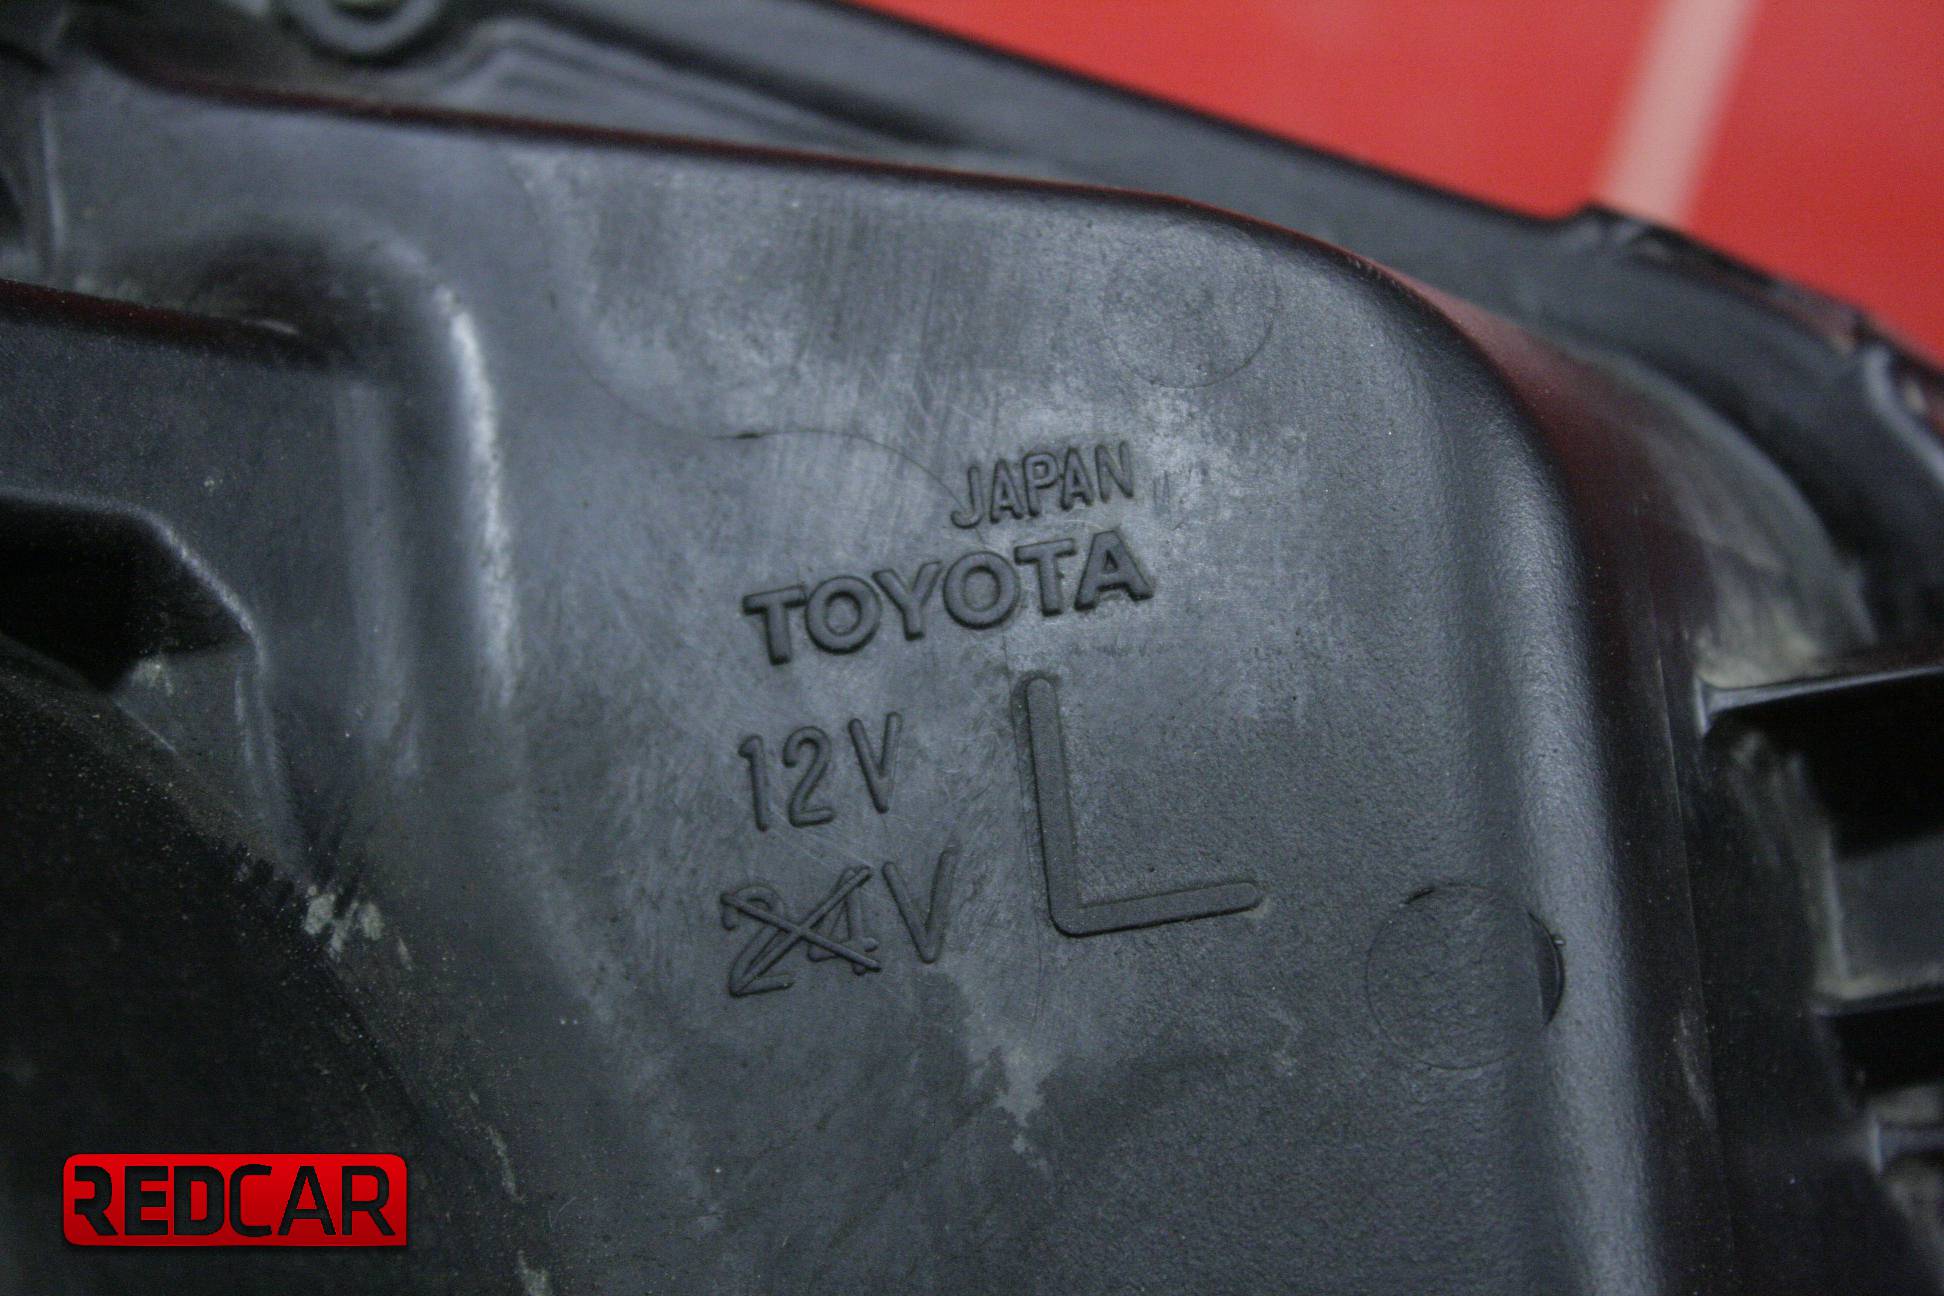 JAPAN
TOYOTA
12V
24V
L
REDCAR